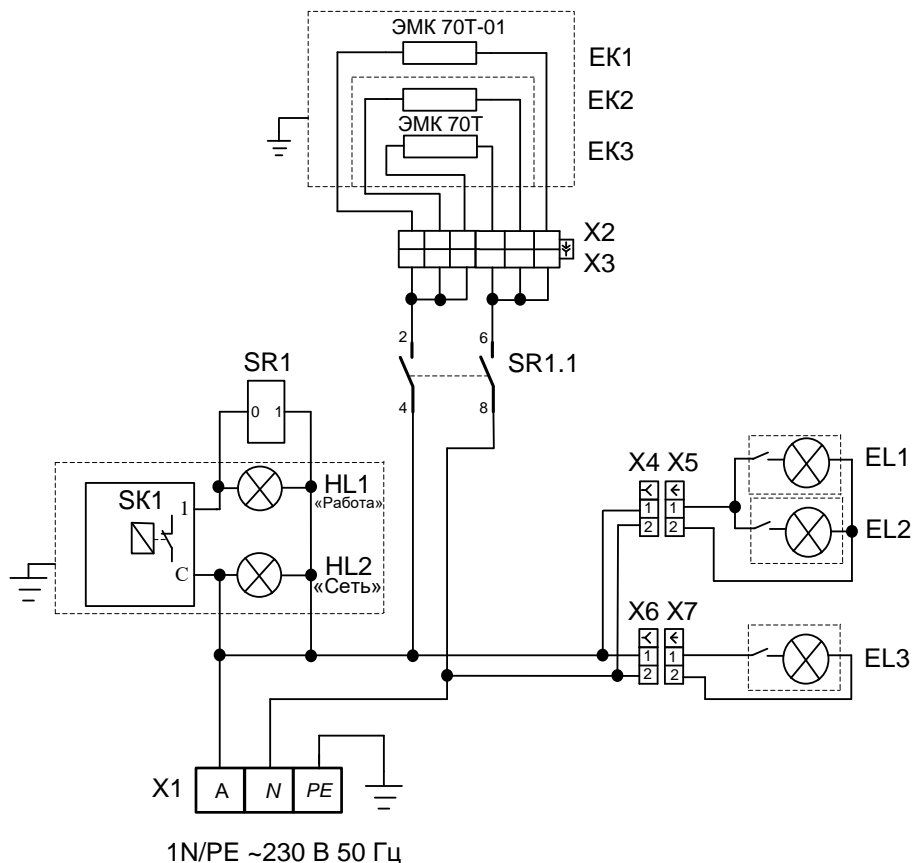 ЭМК 70Т-01
EK1
EK2
ЭМК 70Т
EK3
X2
X3
2
6
SR1.1
4
8
SR1
0 1
SK1
1
C
HL1
«Работа»
HL2
«Сеть»
X4 X5
1 1
2 2
EL1
EL2
X6 X7
1 1
2 2
EL3
X1
A N PE
1N/PE ~230 В 50 Гц